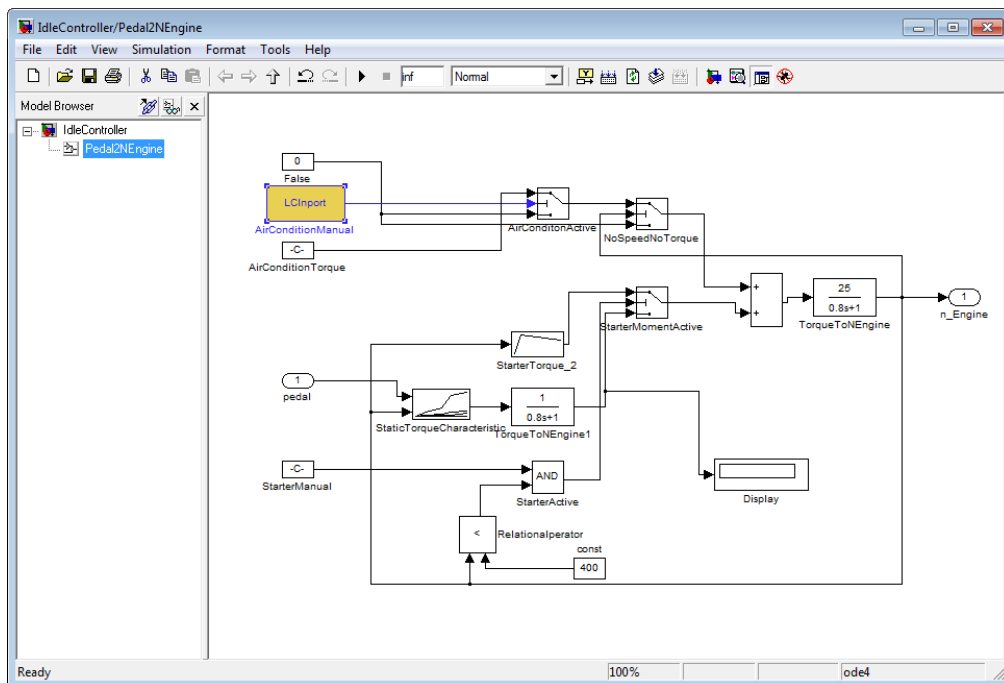 IdleController/Pedal2NEngine
File Edit View Simulation Format Tools Help
inf Normal
Model Browser
IdleController
Pedal2NEngine
0
False
LCInport
AirConditionManual
-C-
AirConditionTorque
AirConditonActive
NoSpeedNoTorque
+
+
25
0.8s+1
TorqueToNEngine
1
n_Engine
StarterMomentActive
StarterTorque_2
1
pedal
StaticTorqueCharacteristic
1
0.8s+1
TorqueToNEngine1
-C-
StarterManual
AND
StarterActive
Display
<
Relationalperator
const
400
Ready 100% ode4